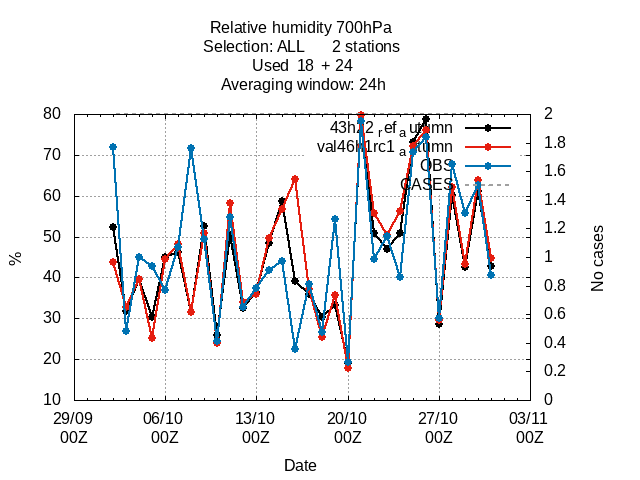 Relative humidity 700hPa
Selection: ALL 2 stations
Used 18 + 24
Averaging window: 24h
80
70
60
50
40
30
20
10
%
2
1.8
1.6
1.4
1.2
1
0.8
0.6
0.4
0.2
0
No cases
43h22_ref_autumn
val46h1rc1_autumn
OBS
CASES
29/09 06/10 13/10 20/10 27/10 03/11
00Z 00Z 00Z 00Z 00Z 00Z
Date